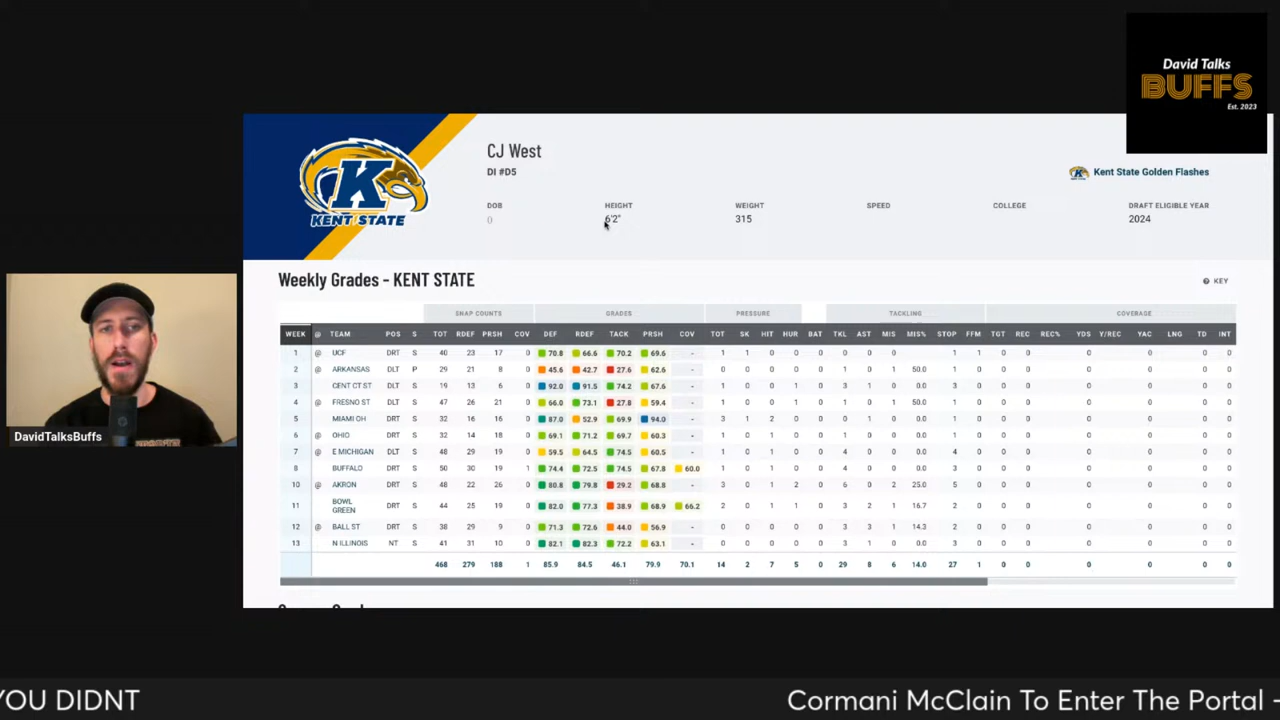 David Talks
BUFFS
Est. 2023
K
KENT STATE
CJ West
DI #D5
Kent State Golden Flashes
DOB HEIGHT WEIGHT SPEED COLLEGE DRAFT ELIGIBLE YEAR
() 6'2" 315 2024
Weekly Grades - KENT STATE
KEY
SNAP COUNTS GRADES PRESSURE TACKLING COVERAGE
WEEK @ TEAM POS S TOT RDEF PRSH COV DEF RDEF TACK PRSH COV TOT SK HIT HUR BAT TKL AST MIS MIS% STOP FFM TGT REC REC% YDS Y/REC YAC LNG TD INT
1 @ UCF DRT S 40 23 17 0 70.8 66.6 70.2 69.6 - 1 1 0 0 0 0 0 0 1 1 0 0 0 0 0 0 0
2 @ ARKANSAS DLT P 29 21 8 0 45.6 42.7 27.6 62.6 - 0 0 0 0 0 1 0 1 50.0 0 0 0 0 0 0 0 0 0
3 CENT CT ST DLT S 19 13 6 0 92.0 91.5 74.2 67.6 - 1 0 0 1 0 3 1 0 0.0 3 0 0 0 0 0 0 0 0
4 @ FRESNO ST DLT S 47 26 21 0 66.0 73.1 27.8 59.4 - 1 0 1 0 0 1 0 1 50.0 1 0 0 0 0 0 0 0 0
5 MIAMI OH DRT S 32 16 16 0 87.0 52.9 69.9 94.0 - 3 1 2 0 0 0 1 0 0.0 1 0 0 0 0 0 0 0 0
6 @ OHIO DRT S 32 14 18 0 69.1 71.2 69.7 60.3 - 1 0 1 0 0 1 0 0 0.0 1 0 0 0 0 0 0 0 0
7 @ E MICHIGAN DLT S 48 29 19 0 59.5 64.5 74.5 60.5 - 1 0 1 0 0 4 0 0 0.0 4 0 0 0 0 0 0 0 0
8 BUFFALO DRT S 50 30 19 1 74.4 72.5 74.5 67.8 60.0 1 0 0 1 0 4 0 0 0.0 3 0 0 0 0 0 0 0 0
10 @ AKRON DRT S 48 22 26 0 80.8 79.8 29.2 68.8 - 3 0 1 2 0 6 0 2 25.0 5 0 0 0 0 0 0 0 0
11 BOWL GREEN DRT S 44 25 19 0 82.0 77.3 38.9 68.9 66.2 2 0 1 1 0 3 2 1 16.7 2 0 0 0 0 0 0 0 0
12 @ BALL ST DRT S 38 29 9 0 71.3 72.6 44.0 56.9 - 0 0 0 0 0 3 3 1 14.3 2 0 0 0 0 0 0 0 0
13 N ILLINOIS NT S 41 31 10 0 82.1 82.3 72.2 63.1 - 0 0 0 0 0 3 1 0 0.0 3 0 0 0 0 0 0 0 0
468 279 188 1 85.9 84.5 46.1 79.9 70.1 14 2 7 5 0 29 8 6 14.0 27 1 0 0 0 0 0 0 0
DavidTalksBuffs
YOU DIDNT Cormani McClain To Enter The Portal -